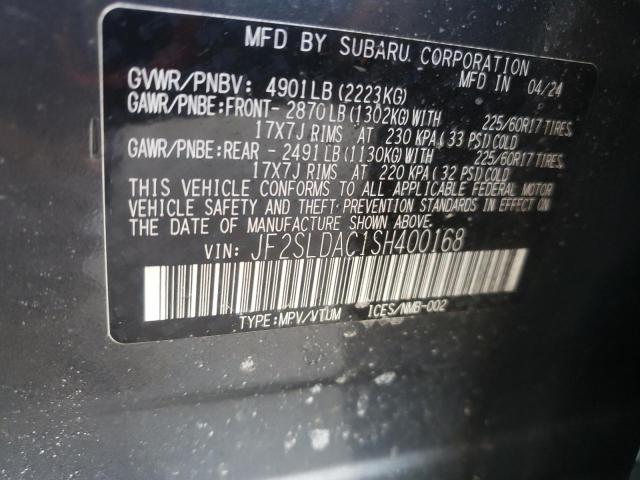 MFD BY SUBARU CORPORATION
MFD IN 04/24
GVWR/PNBV: 4901LB(2223KG)
GAWR/PNBE:FRONT- 2870LB(1302KG)WITH 225/60R17 TIRES,
17X7J RIMS AT 230 KPA(33 PSI)COLD
GAWR/PNBE:REAR - 2491LB(1130KG)WITH 225/60R17 TIRES,
17X7J RIMS AT 220 KPA(32 PSI)COLD
THIS VEHICLE CONFORMS TO ALL APPLICABLE FEDERAL MOTOR
VEHICLE SAFETY AND THEFT PREVENTION STANDARDS IN EFFECT ON
THE DATE OF MANUFACTURE SHOWN ABOVE.
VIN: JF2SLDAC1SH400168
TYPE:MPV/VTUM ICES/NMB-002